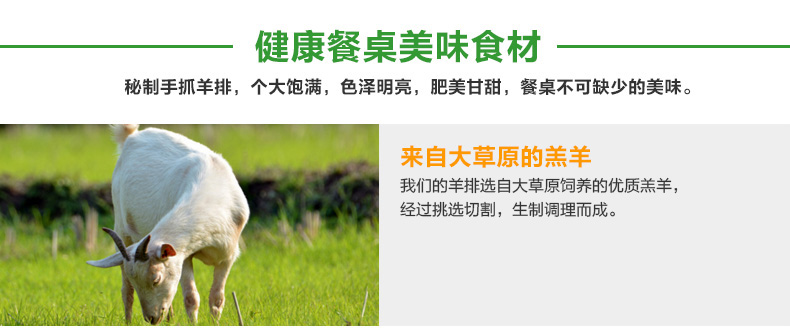 健康餐桌美味食材
秘制手抓羊排，个大饱满，色泽明亮，肥美甘甜，餐桌不可缺少的美味。
来自大草原的羔羊
我们的羊排选自大草原饲养的优质羔羊，
经过挑选切割，生制调理而成。